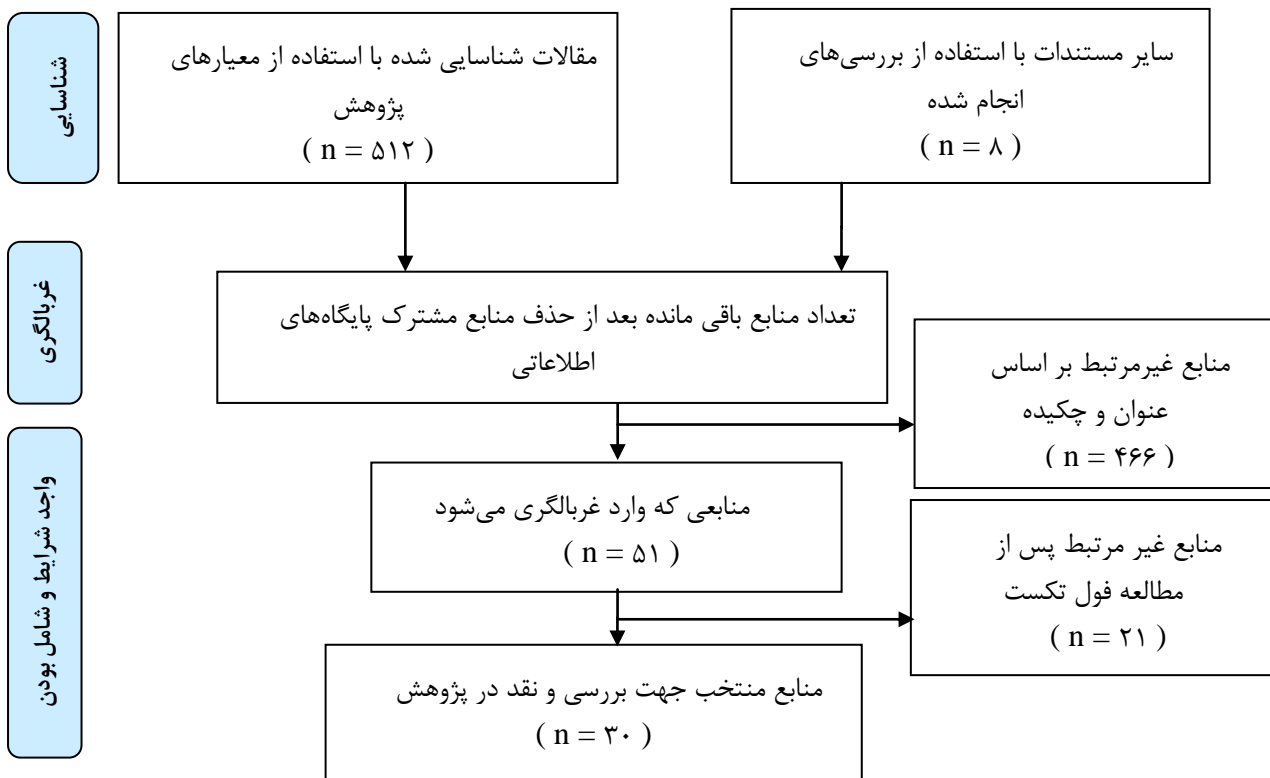 شناسایی
مقالات شناسایی شده با استفاده از معیارهای
پژوهش
( n = ۵۱۲ )
سایر مستندات با استفاده از بررسی‌های
انجام شده
( n = ۸ )
غربالگری
تعداد منابع باقی مانده بعد از حذف منابع مشترک پایگاه‌های
اطلاعاتی
منابع غیرمرتبط بر اساس
عنوان و چکیده
( n = ۴۶۶ )
واجد شرایط و شامل بودن
منابعی که وارد غربالگری می‌شود
( n = ۵۱ )
منابع غیر مرتبط پس از
مطالعه فول تکست
( n = ۲۱ )
منابع منتخب جهت بررسی و نقد در پژوهش
( n = ۳۰ )